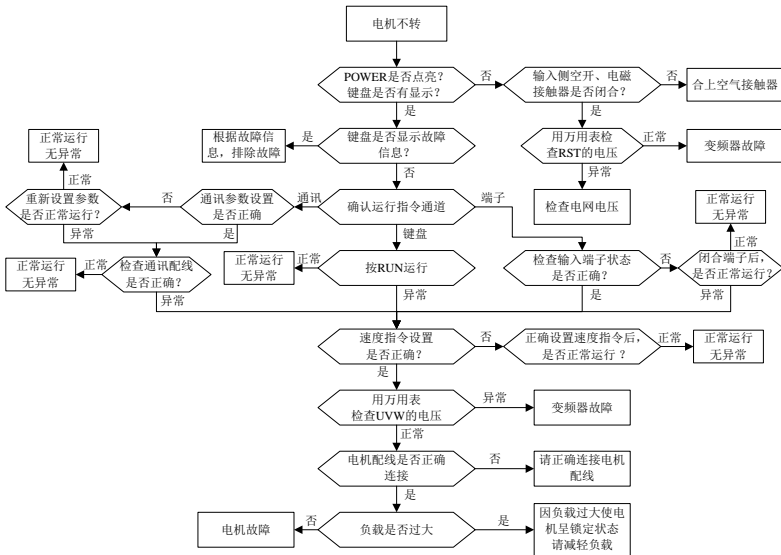 电机不转
POWER是否点亮？
键盘是否有显示？
否
输入侧空开、电磁
接触器是否闭合？
否
合上空气接触器
是
是
正常运行
无异常
根据故障信
息，排除故障
是
键盘是否显示故障
信息？
用万用表检
查RST的电压
正常
变频器故障
正常
否
异常
重新设置参数
是否正常运行？
否
通讯参数设置
是否正确
通讯
确认运行指令通道
端子
检查电网电压
正常运行
无异常
异常
是
键盘
正常
正常运行
无异常
正常
检查通讯配线
是否正确？
正常运行
无异常
正常
按RUN运行
检查输入端子状态
是否正确？
否
闭合端子后，
是否正常运行？
异常
异常
是
异常
速度指令设置
是否正确？
否
正确设置速度指令后，
是否正常运行 ？
正常
正常运行
无异常
是
用万用表
检查UVW的电压
异常
变频器故障
正常
电机配线是否正确
连接
否
请正确连接电机
配线
是
电机故障
否
负载是否过大
是
因负载过大使电
机呈锁定状态
请减轻负载